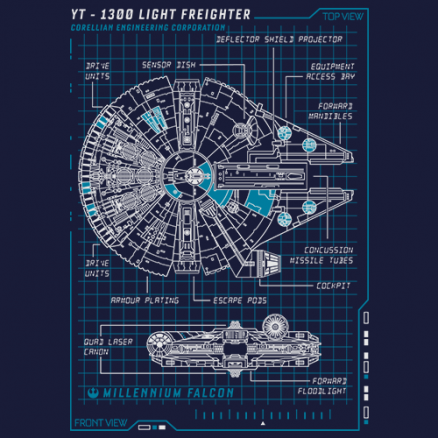 YT - 1300 LIGHT FREIGHTER
TOP VIEW
CORELLIAN ENGINEERING CORPORATION
DEFLECTOR SHIELD PROJECTOR
DRIVE
UNITS
SENSOR DISH
EQUIPMENT
ACCESS BAY
FORWARD
MANDIBLES
CONCUSSION
MISSILE TUBES
DRIVE
UNITS
COCKPIT
ARMOUR PLATING
ESCAPE PODS
QUAD LASER
CANON
FORWARD
FLOODLIGHT
MILLENNIUM FALCON
FRONT VIEW